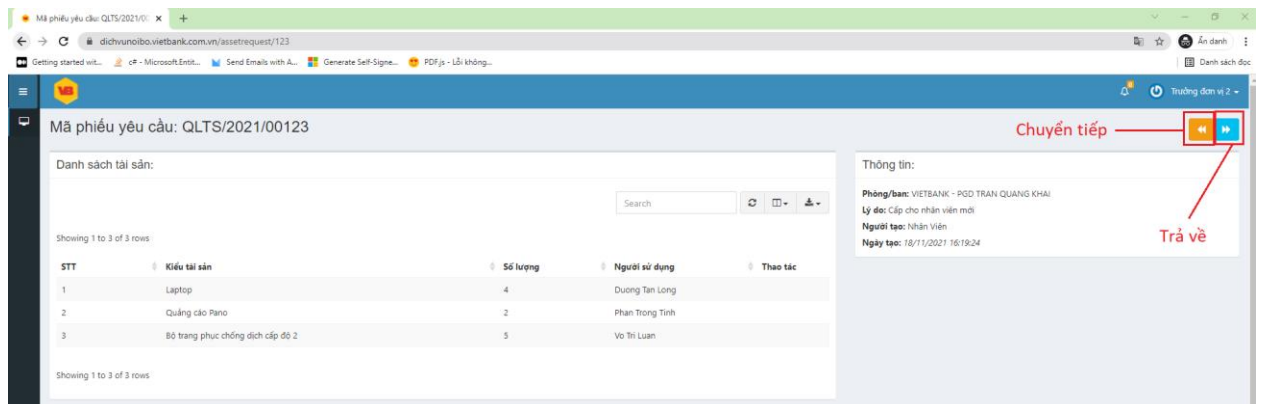 Mã phiếu yêu cầu: QLTS/2021/0
dichvunoibo.vietbank.com.vn/assetrequest/123
Ẩn danh
Getting started wit...
c# - Microsoft.Entit...
Send Emails with A...
Generate Self-Signe...
PDF.js - Lỗi không...
Danh sách đọc
VB
Trưởng đơn vị 2
Mã phiếu yêu cầu: QLTS/2021/00123
Chuyển tiếp
Danh sách tài sản:
Thông tin:
Search
Phòng/ban: VIETBANK - PGD TRAN QUANG KHAI
Lý do: Cấp cho nhân viên mới
Người tạo: Nhân Viên
Ngày tạo: 18/11/2021 16:19:24
Trả về
Showing 1 to 3 of 3 rows
STT Kiểu tài sản Số lượng Người sử dụng Thao tác
1 Laptop 4 Duong Tan Long
2 Quảng cáo Pano 2 Phan Trong Tinh
3 Bộ trang phục chống dịch cấp độ 2 5 Vo Tri Luan
Showing 1 to 3 of 3 rows